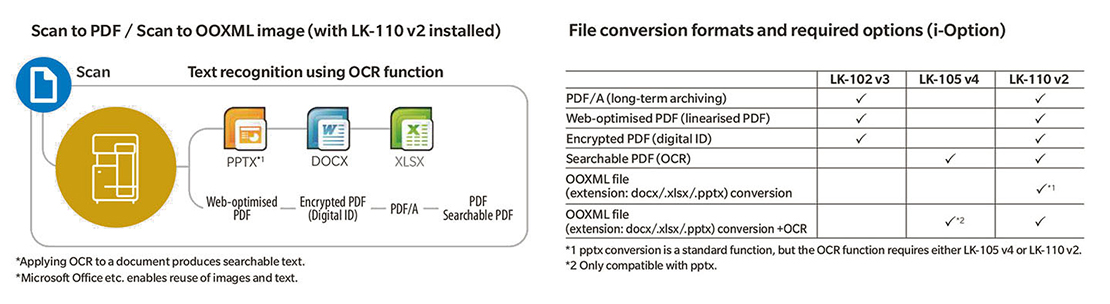 Scan to PDF / Scan to OOXML image (with LK-110 v2 installed)
Scan
Text recognition using OCR function
PPTX*1
DOCX
XLSX
Web-optimised
PDF
Encrypted PDF
(Digital ID)
PDF/A
PDF
Searchable PDF
*Applying OCR to a document produces searchable text.
*Microsoft Office etc. enables reuse of images and text.
File conversion formats and required options (i-Option)
LK-102 v3 LK-105 v4 LK-110 v2
PDF/A (long-term archiving) ✓ ✓
Web-optimised PDF (linearised PDF) ✓ ✓
Encrypted PDF (digital ID) ✓ ✓
Searchable PDF (OCR) ✓ ✓
OOXML file
(extension: docx/.xlsx/.pptx) conversion ✓*1
OOXML file
(extension: docx/.xlsx/.pptx) conversion +OCR ✓*2 ✓
*1 pptx conversion is a standard function, but the OCR function requires either LK-105 v4 or LK-110 v2.
*2 Only compatible with pptx.